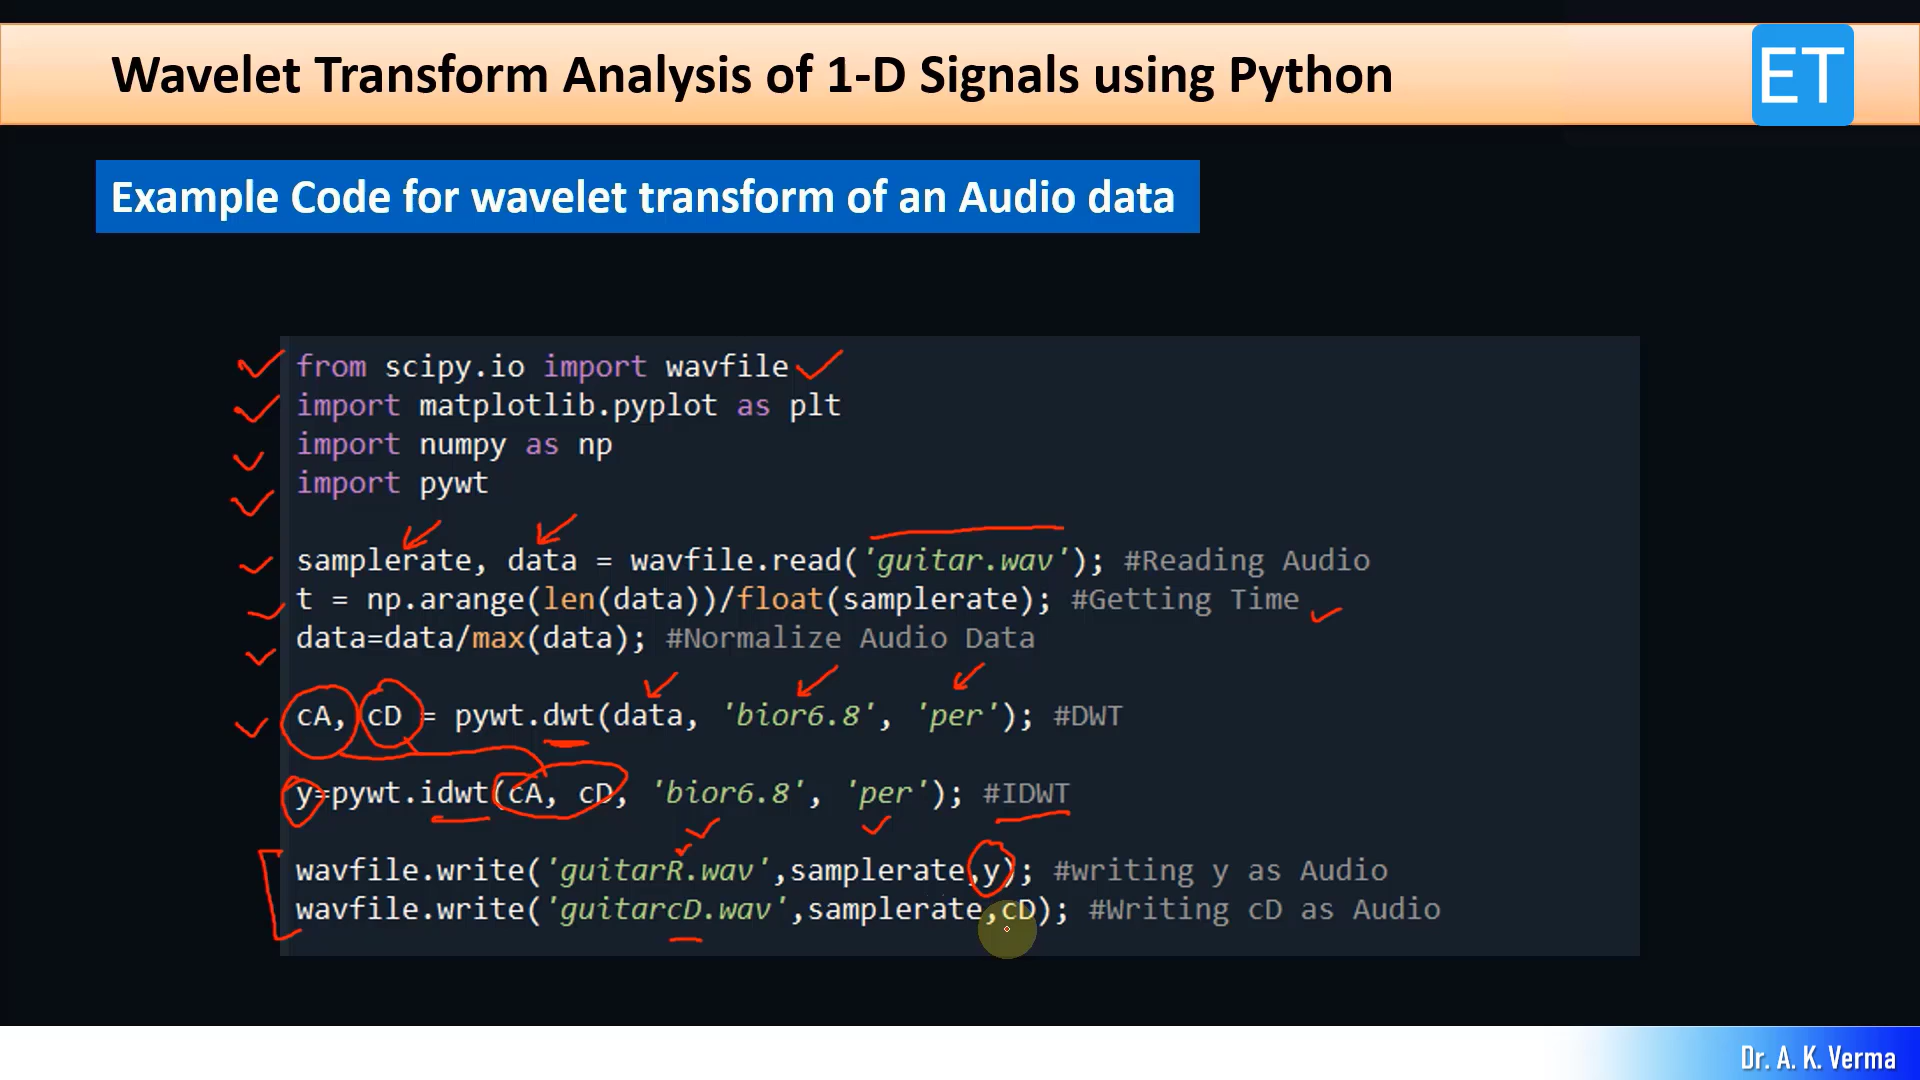 Wavelet Transform Analysis of 1-D Signals using Python
ET
Example Code for wavelet transform of an Audio data
from scipy.io import wavfile
import matplotlib.pyplot as plt
import numpy as np
import pywt
samplerate, data = wavfile.read('guitar.wav'); #Reading Audio
t = np.arange(len(data))/float(samplerate); #Getting Time
data=data/max(data); #Normalize Audio Data
cA, cD = pywt.dwt(data, 'bior6.8', 'per'); #DWT
y=pywt.idwt(cA, cD, 'bior6.8', 'per'); #IDWT
wavfile.write('guitarR.wav',samplerate,y); #writing y as Audio
wavfile.write('guitarcD.wav',samplerate,cD); #Writing cD as Audio
Dr. A. K. Verma